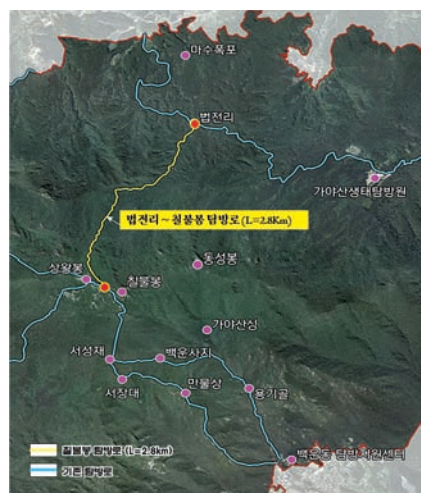 마수폭포
법전리
가야산생태탐방원
법전리~칠불봉 탐방로(L=2.8Km)
동성봉
상왕봉
칠불봉
가야산성
서성재
백운사지
서장대
만물상
용기골
백운동 탐방지원센터
칠불봉 탐방로(L=2.8km)
기존 탐방로